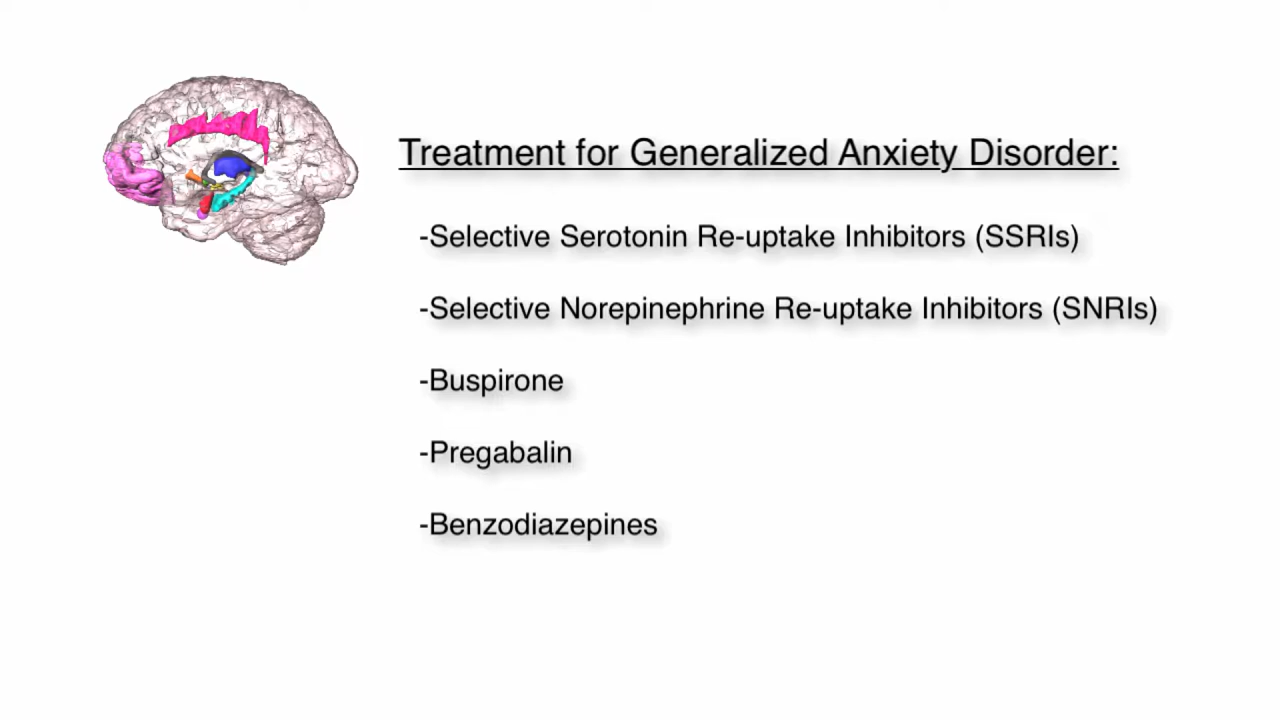 Treatment for Generalized Anxiety Disorder:
-Selective Serotonin Re-uptake Inhibitors (SSRIs)
-Selective Norepinephrine Re-uptake Inhibitors (SNRIs)
-Buspirone
-Pregabalin
-Benzodiazepines